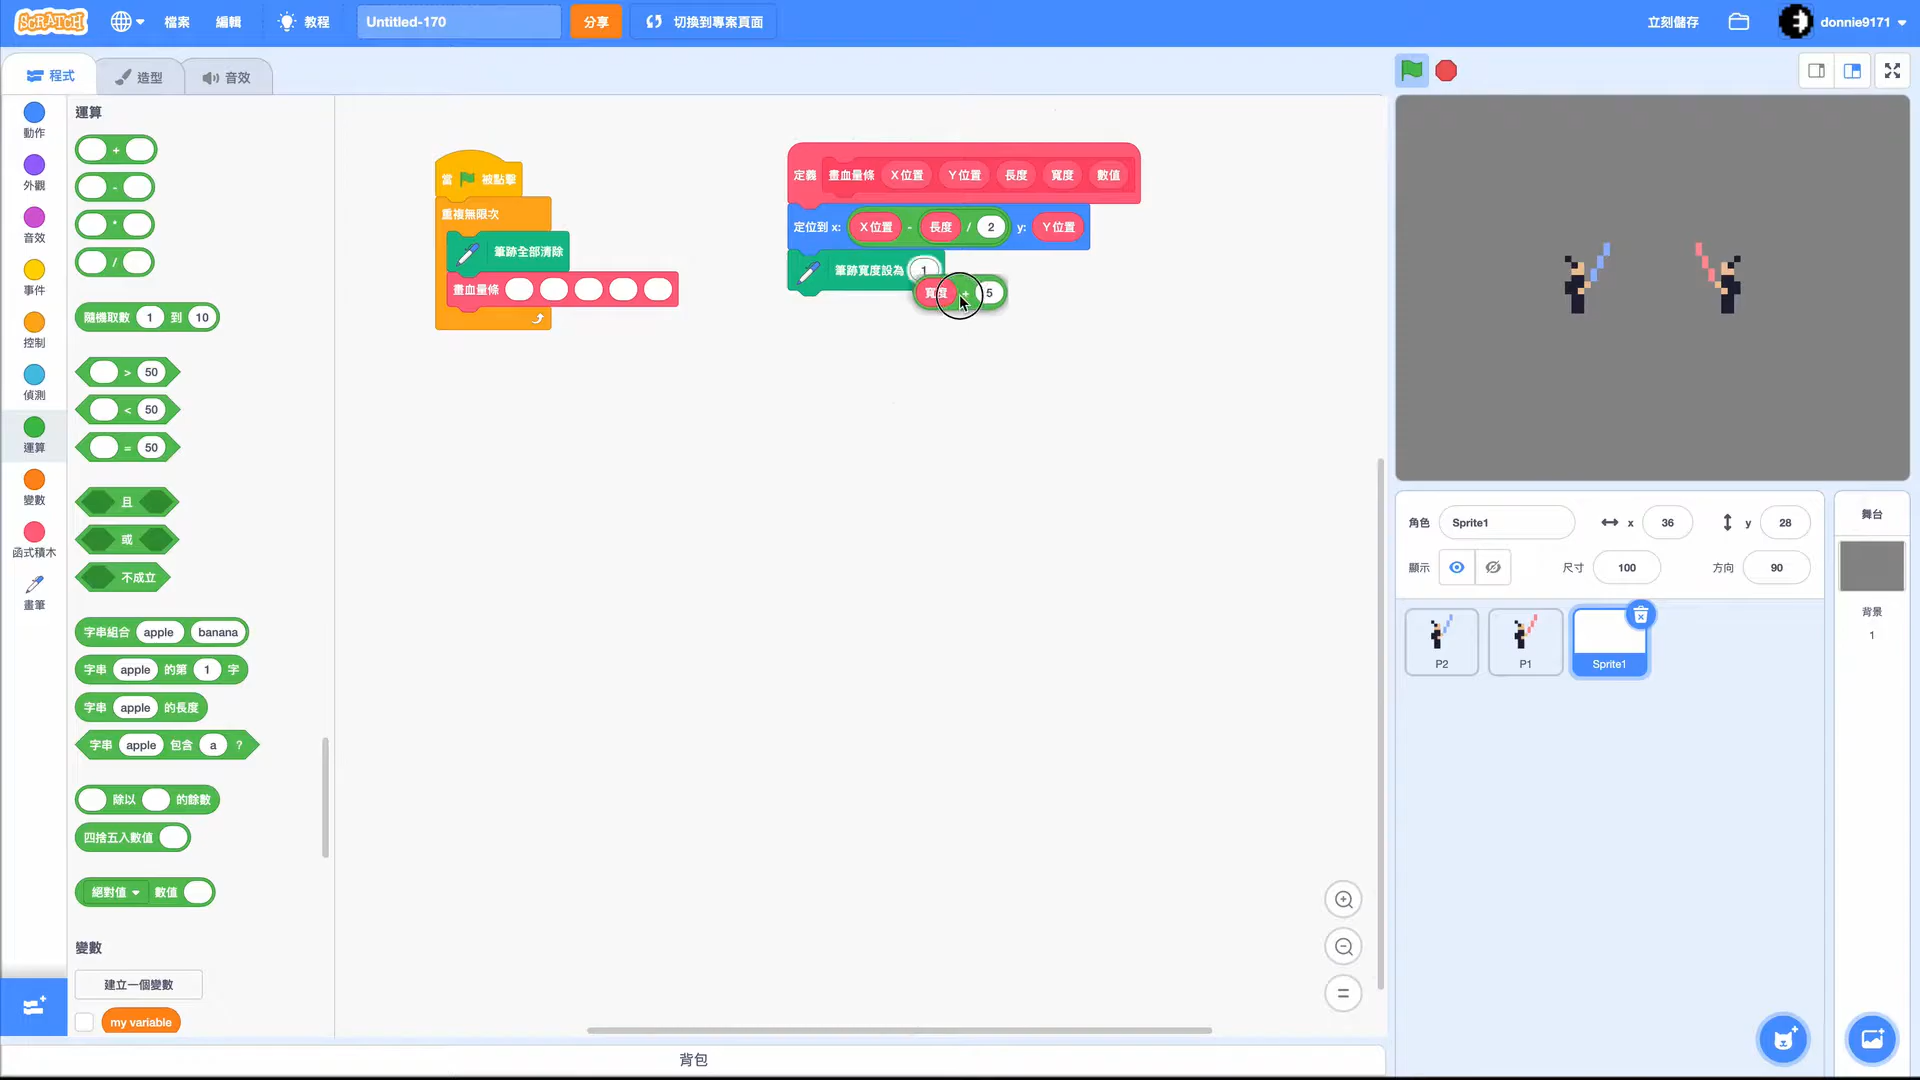 SCRATCH
檔案
編輯
教程
Untitled-170
分享
切換到專案頁面
立刻儲存
donnie9171
程式
造型
音效
動作
外觀
音效
事件
控制
偵測
運算
變數
函式積木
畫筆
運算
+
-
*
/
隨機取數 1 到 10
> 50
< 50
= 50
且
或
不成立
字串組合 apple banana
字串 apple 的第 1 字
字串 apple 的長度
字串 apple 包含 a ?
除以 的餘數
四捨五入數值
絕對值 數值
變數
建立一個變數
my variable
當 被點擊
重複無限次
筆跡全部清除
畫血量條
定義 畫血量條 X位置 Y位置 長度 寬度 數值
定位到 x: X位置 - 長度 / 2 y: Y位置
筆跡寬度設為 1
寬度 + 5
角色 Sprite1 x 36 y 28
顯示 尺寸 100 方向 90
P2
P1
Sprite1
舞台
背景
1
背包